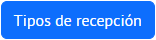 Tipos de recepción